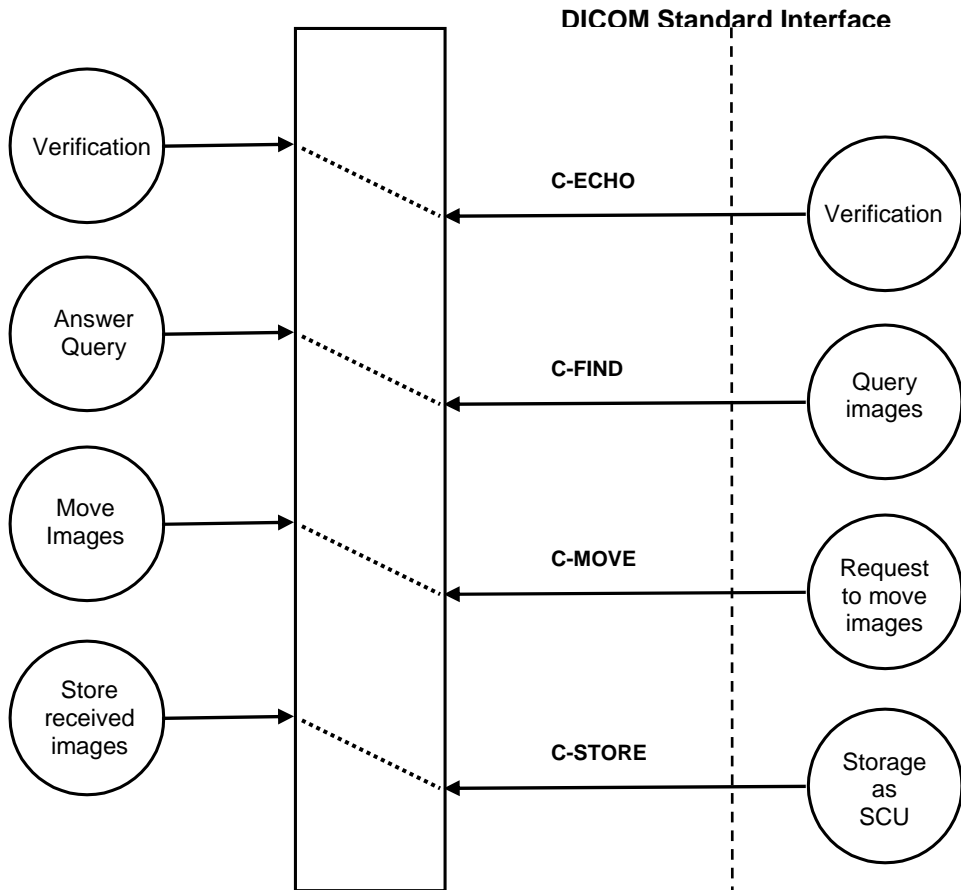 DICOM Standard Interface
Verification
C-ECHO
Verification
Answer
Query
C-FIND
Query
images
Move
Images
C-MOVE
Request
to move
images
Store
received
images
C-STORE
Storage
as
SCU